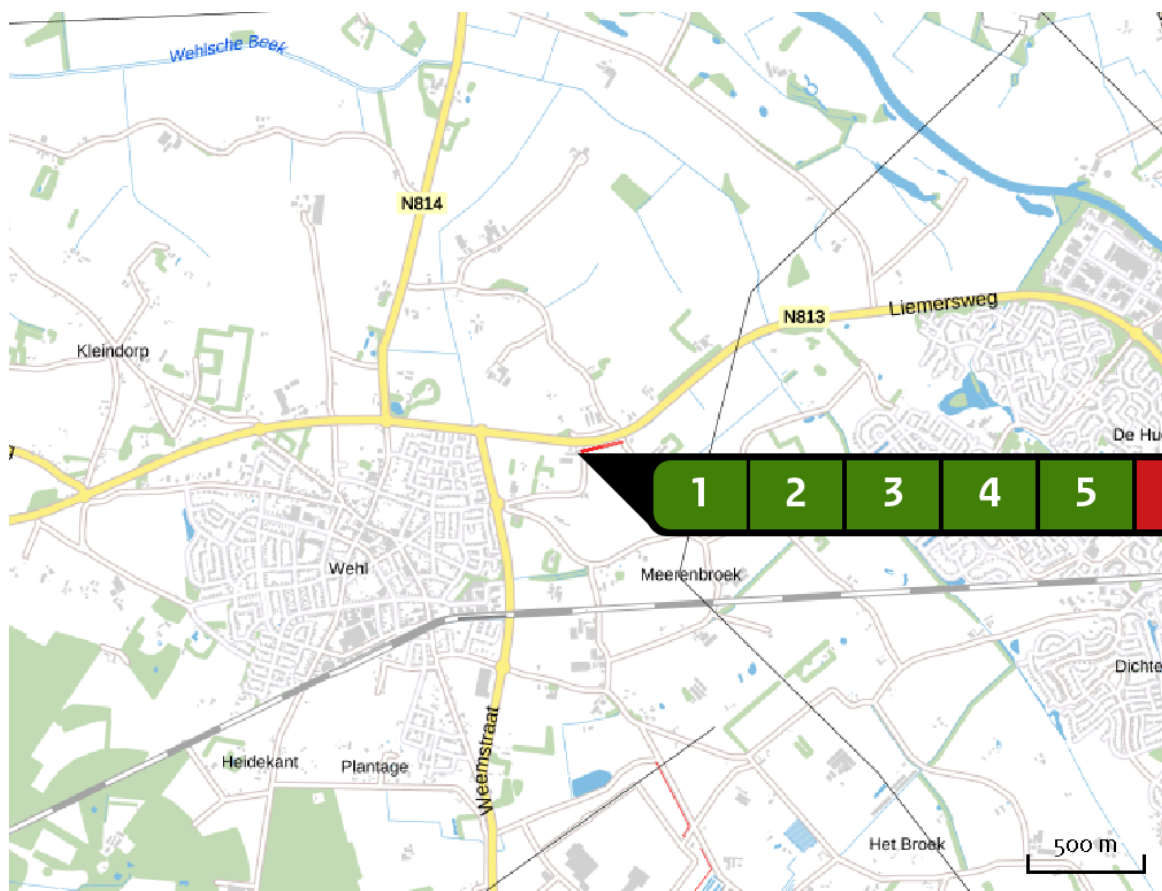 Wehlsche Beek
N814
Liemersweg
N813
Kleindorp
De Hu
1 2 3 4 5
Wehl
Meerenbroek
Dichte
Weemstraat
Heidekant
Plantage
Het Broek
500 m